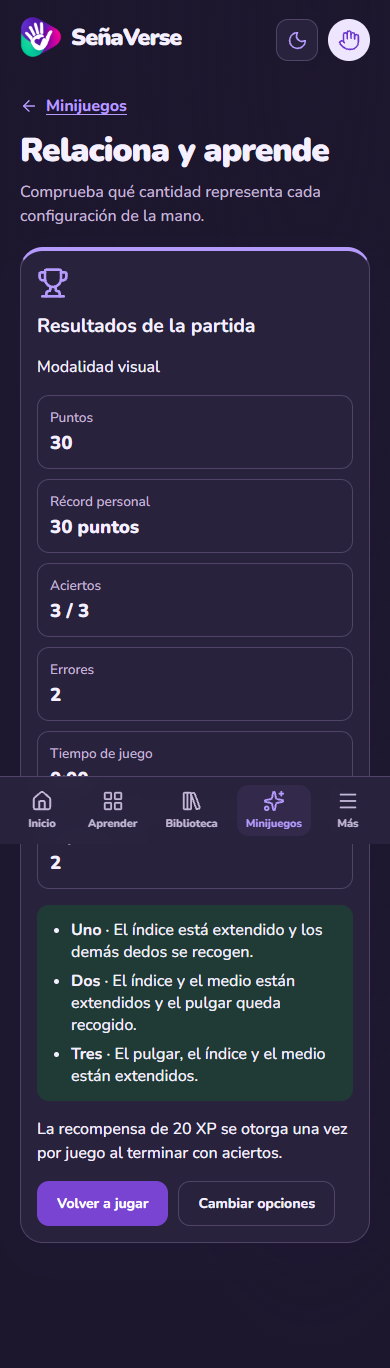 SeñaVerse
Minijuegos
Relaciona y aprende
Comprueba qué cantidad representa cada
configuración de la mano.
Resultados de la partida
Modalidad visual
Puntos
30
Récord personal
30 puntos
Aciertos
3 / 3
Errores
2
Tiempo de juego
Inicio
Aprender
Biblioteca
Minijuegos
Más
2
• Uno · El índice está extendido y los
demás dedos se recogen.
• Dos · El índice y el medio están
extendidos y el pulgar queda
recogido.
• Tres · El pulgar, el índice y el medio
están extendidos.
La recompensa de 20 XP se otorga una vez
por juego al terminar con aciertos.
Volver a jugar
Cambiar opciones